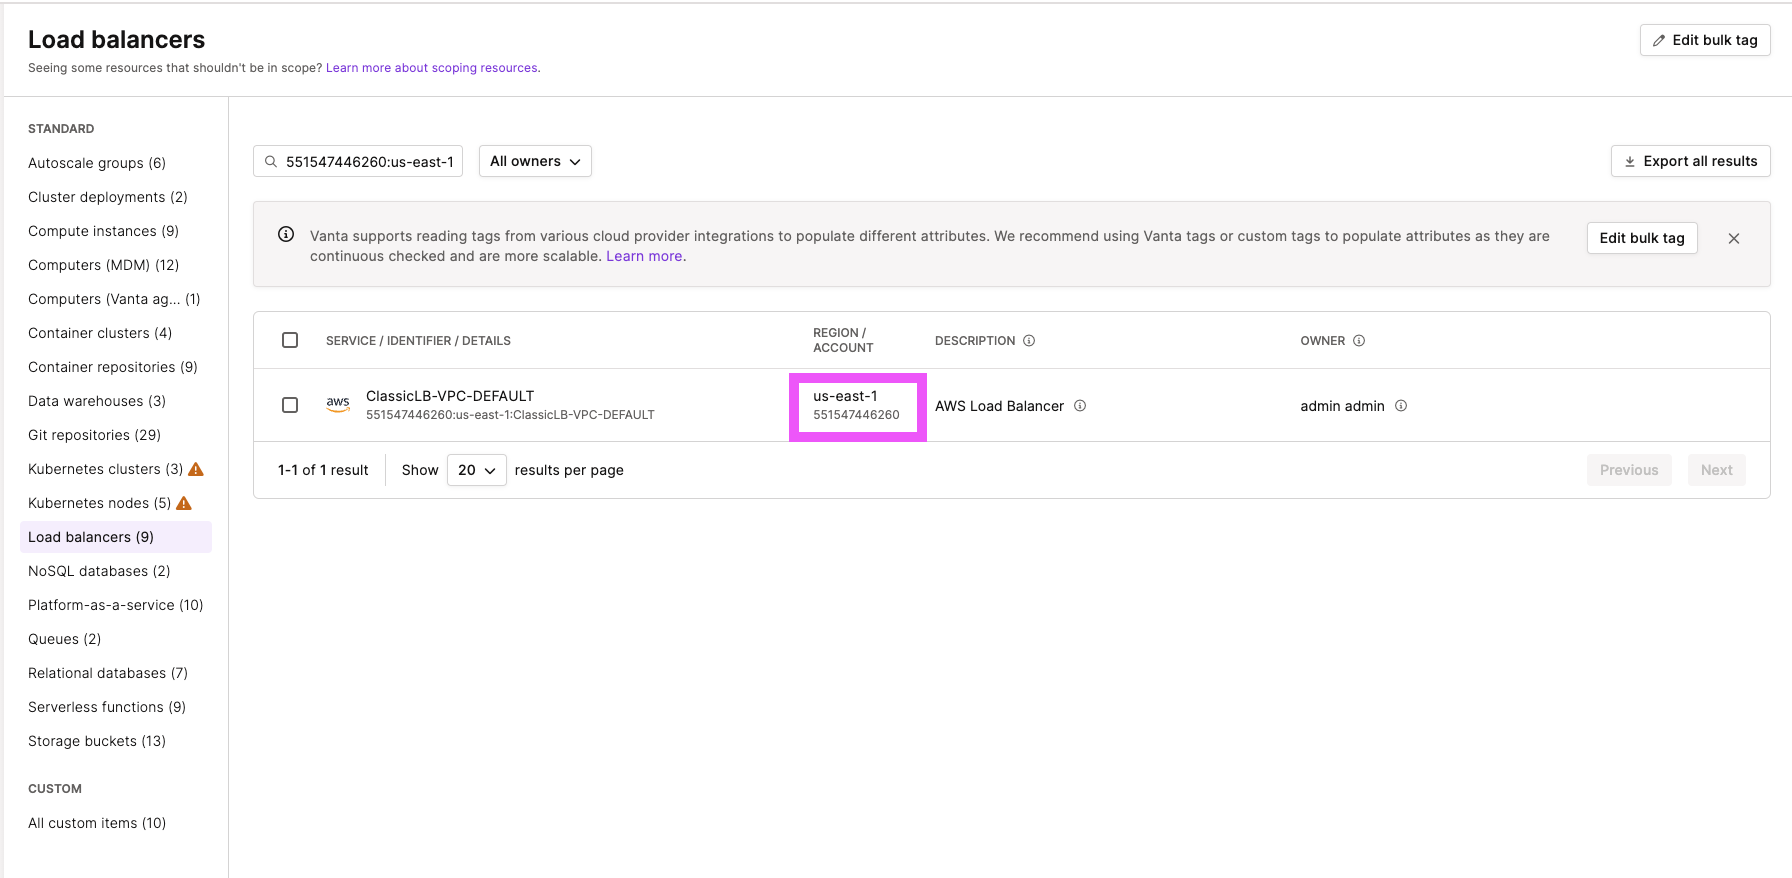 Load balancers
Edit bulk tag
Seeing some resources that shouldn't be in scope? Learn more about scoping resources.
STANDARD
Autoscale groups (6)
Cluster deployments (2)
Compute instances (9)
Computers (MDM) (12)
Computers (Vanta ag... (1)
Container clusters (4)
Container repositories (9)
Data warehouses (3)
Git repositories (29)
Kubernetes clusters (3)
Kubernetes nodes (5)
Load balancers (9)
NoSQL databases (2)
Platform-as-a-service (10)
Queues (2)
Relational databases (7)
Serverless functions (9)
Storage buckets (13)
CUSTOM
All custom items (10)
551547446260:us-east-1
All owners
Export all results
Vanta supports reading tags from various cloud provider integrations to populate different attributes. We recommend using Vanta tags or custom tags to populate attributes as they are
continuous checked and are more scalable. Learn more.
Edit bulk tag
SERVICE / IDENTIFIER / DETAILS
REGION /
ACCOUNT
DESCRIPTION
OWNER
aws
ClassicLB-VPC-DEFAULT
551547446260:us-east-1:ClassicLB-VPC-DEFAULT
us-east-1
551547446260
AWS Load Balancer
admin admin
1-1 of 1 result
Show 20 results per page
Previous
Next